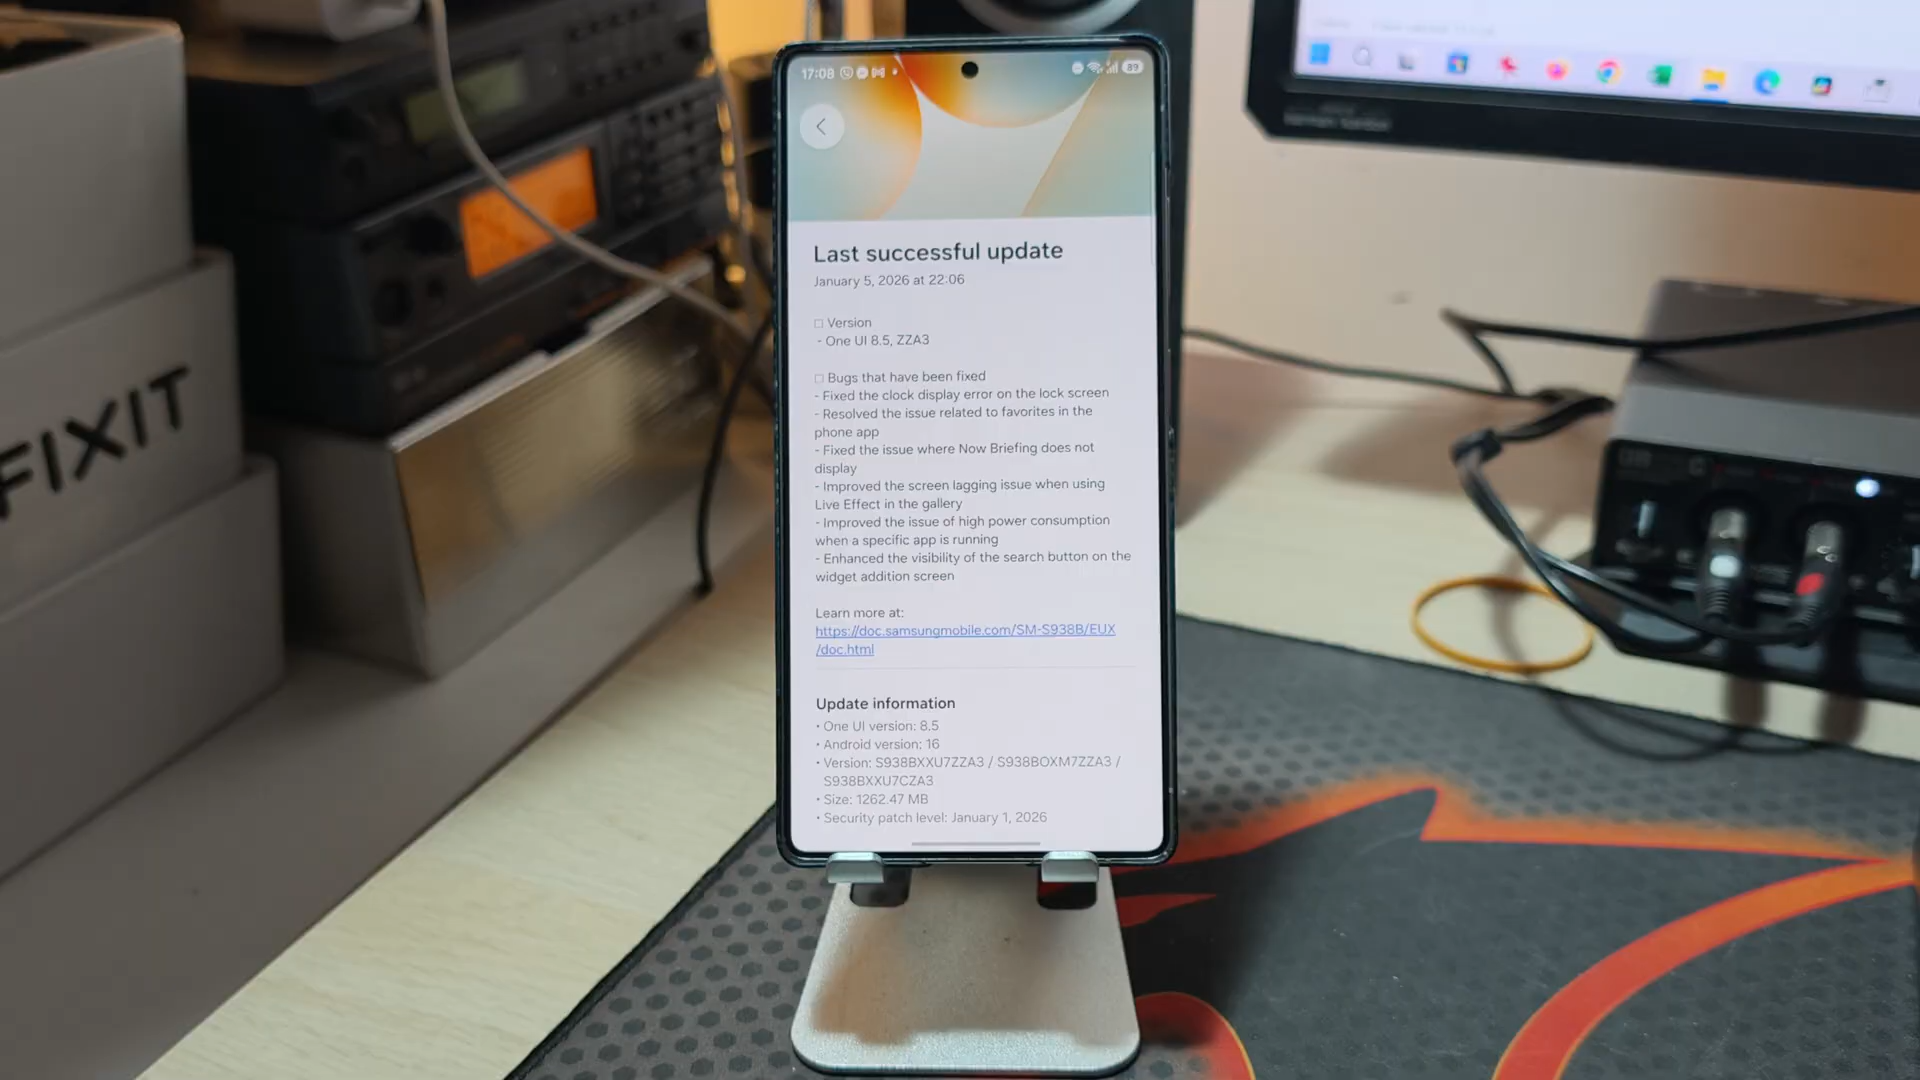 17:08
89
Last successful update
January 5, 2026 at 22:06
□ Version
- One UI 8.5, ZZA3
□ Bugs that have been fixed
- Fixed the clock display error on the lock screen
- Resolved the issue related to favorites in the
phone app
- Fixed the issue where Now Briefing does not
display
- Improved the screen lagging issue when using
Live Effect in the gallery
- Improved the issue of high power consumption
when a specific app is running
- Enhanced the visibility of the search button on the
widget addition screen
Learn more at:
https://doc.samsungmobile.com/SM-S938B/EUX
/doc.html
Update information
• One UI version: 8.5
• Android version: 16
• Version: S938BXXU7ZZA3 / S938BOXM7ZZA3 /
S938BXXU7CZA3
• Size: 1262.47 MB
• Security patch level: January 1, 2026
FIXIT